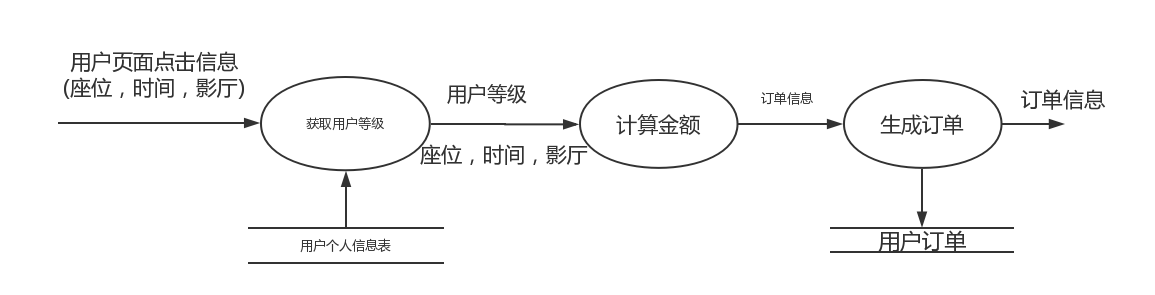 用户页面点击信息
(座位，时间，影厅)
获取用户等级
用户等级
座位，时间，影厅
计算金额
订单信息
生成订单
订单信息
用户个人信息表
用户订单